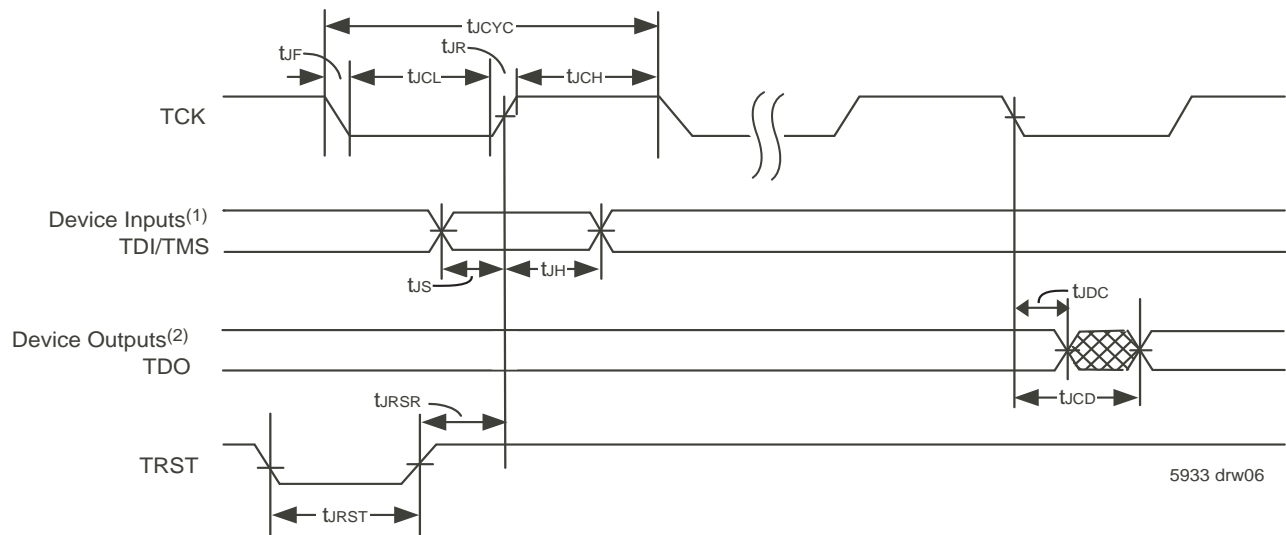 tJCYC
tJF
tJR
tJCL
tJCH
TCK
Device Inputs(1)
TDI/TMS
tJS
tJH
tJDC
Device Outputs(2)
TDO
tJCD
tJRSR
TRST
5933 drw06
tJRST